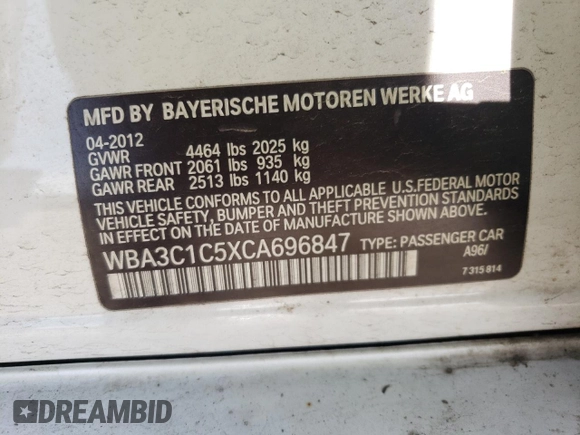 MFD BY BAYERISCHE MOTOREN WERKE AG
04-2012
GVWR 4464 lbs 2025 kg
GAWR FRONT 2061 lbs 935 kg
GAWR REAR 2513 lbs 1140 kg
THIS VEHICLE CONFORMS TO ALL APPLICABLE U.S.FEDERAL MOTOR
VEHICLE SAFETY, BUMPER AND THEFT PREVENTION STANDARDS
IN EFFECT ON THE DATE OF MANUFACTURE SHOWN ABOVE.
WBA3C1C5XCA696847 TYPE: PASSENGER CAR
A96/
7 315 814
DREAMBID